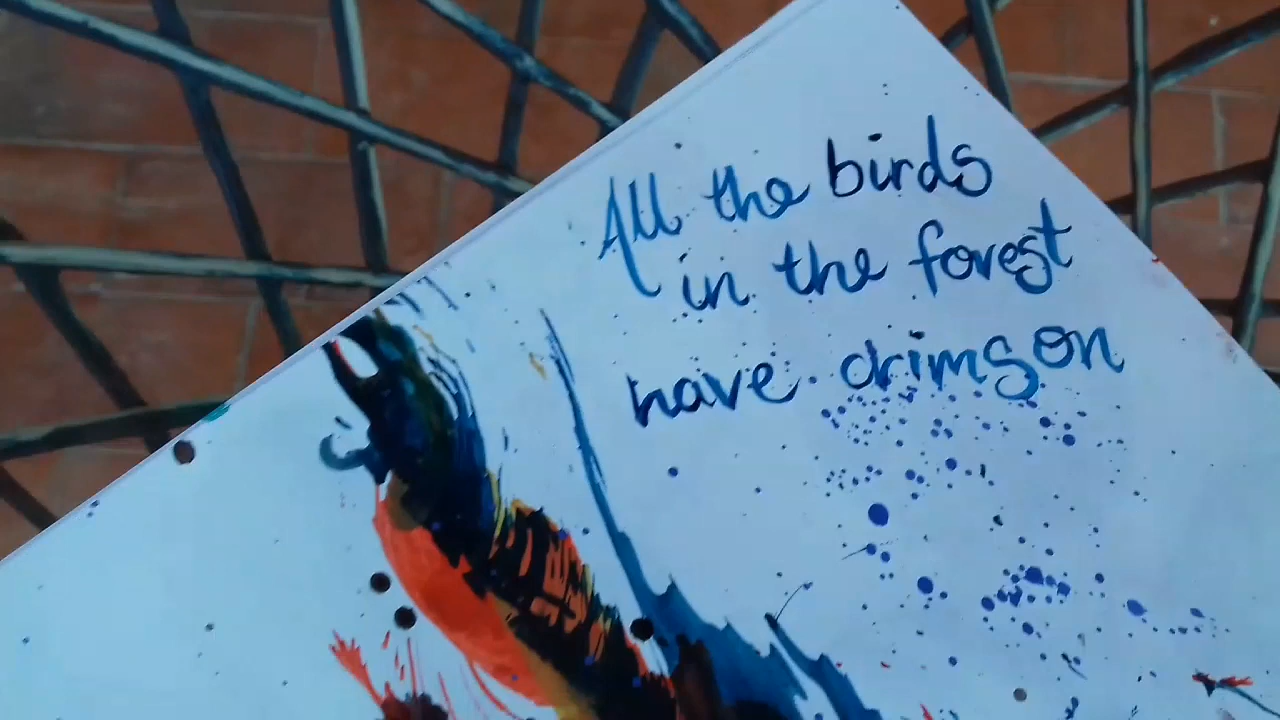 All the birds
in the forest
have crimson